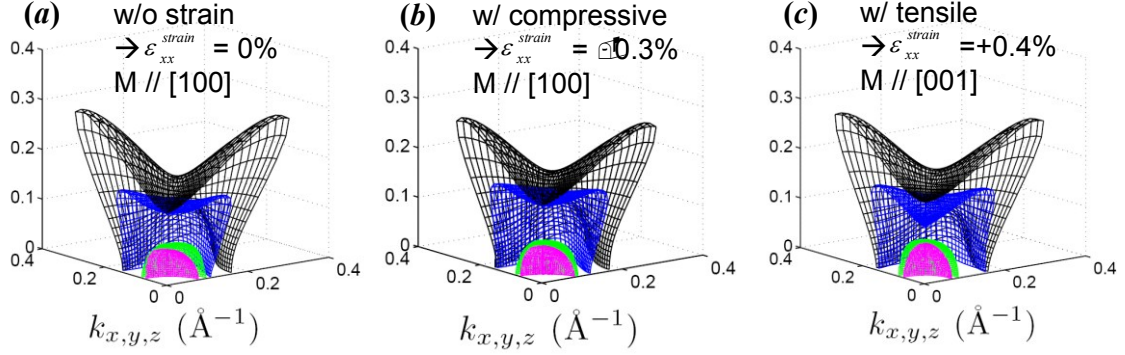 (a) w/o strain
→ ε_xx^strain = 0%
M // [100]
0.4
0.3
0.2
0.1
0
0.4
0.2
0 0
0.2
0.4
k_x,y,z (Å⁻¹)
(b) w/ compressive
→ ε_xx^strain = 0.3%
M // [100]
0.4
0.3
0.2
0.1
0
0.4
0.2
0 0
0.2
0.4
k_x,y,z (Å⁻¹)
(c) w/ tensile
→ ε_xx^strain =+0.4%
M // [001]
0.4
0.3
0.2
0.1
0
0.4
0.2
0 0
0.2
0.4
k_x,y,z (Å⁻¹)